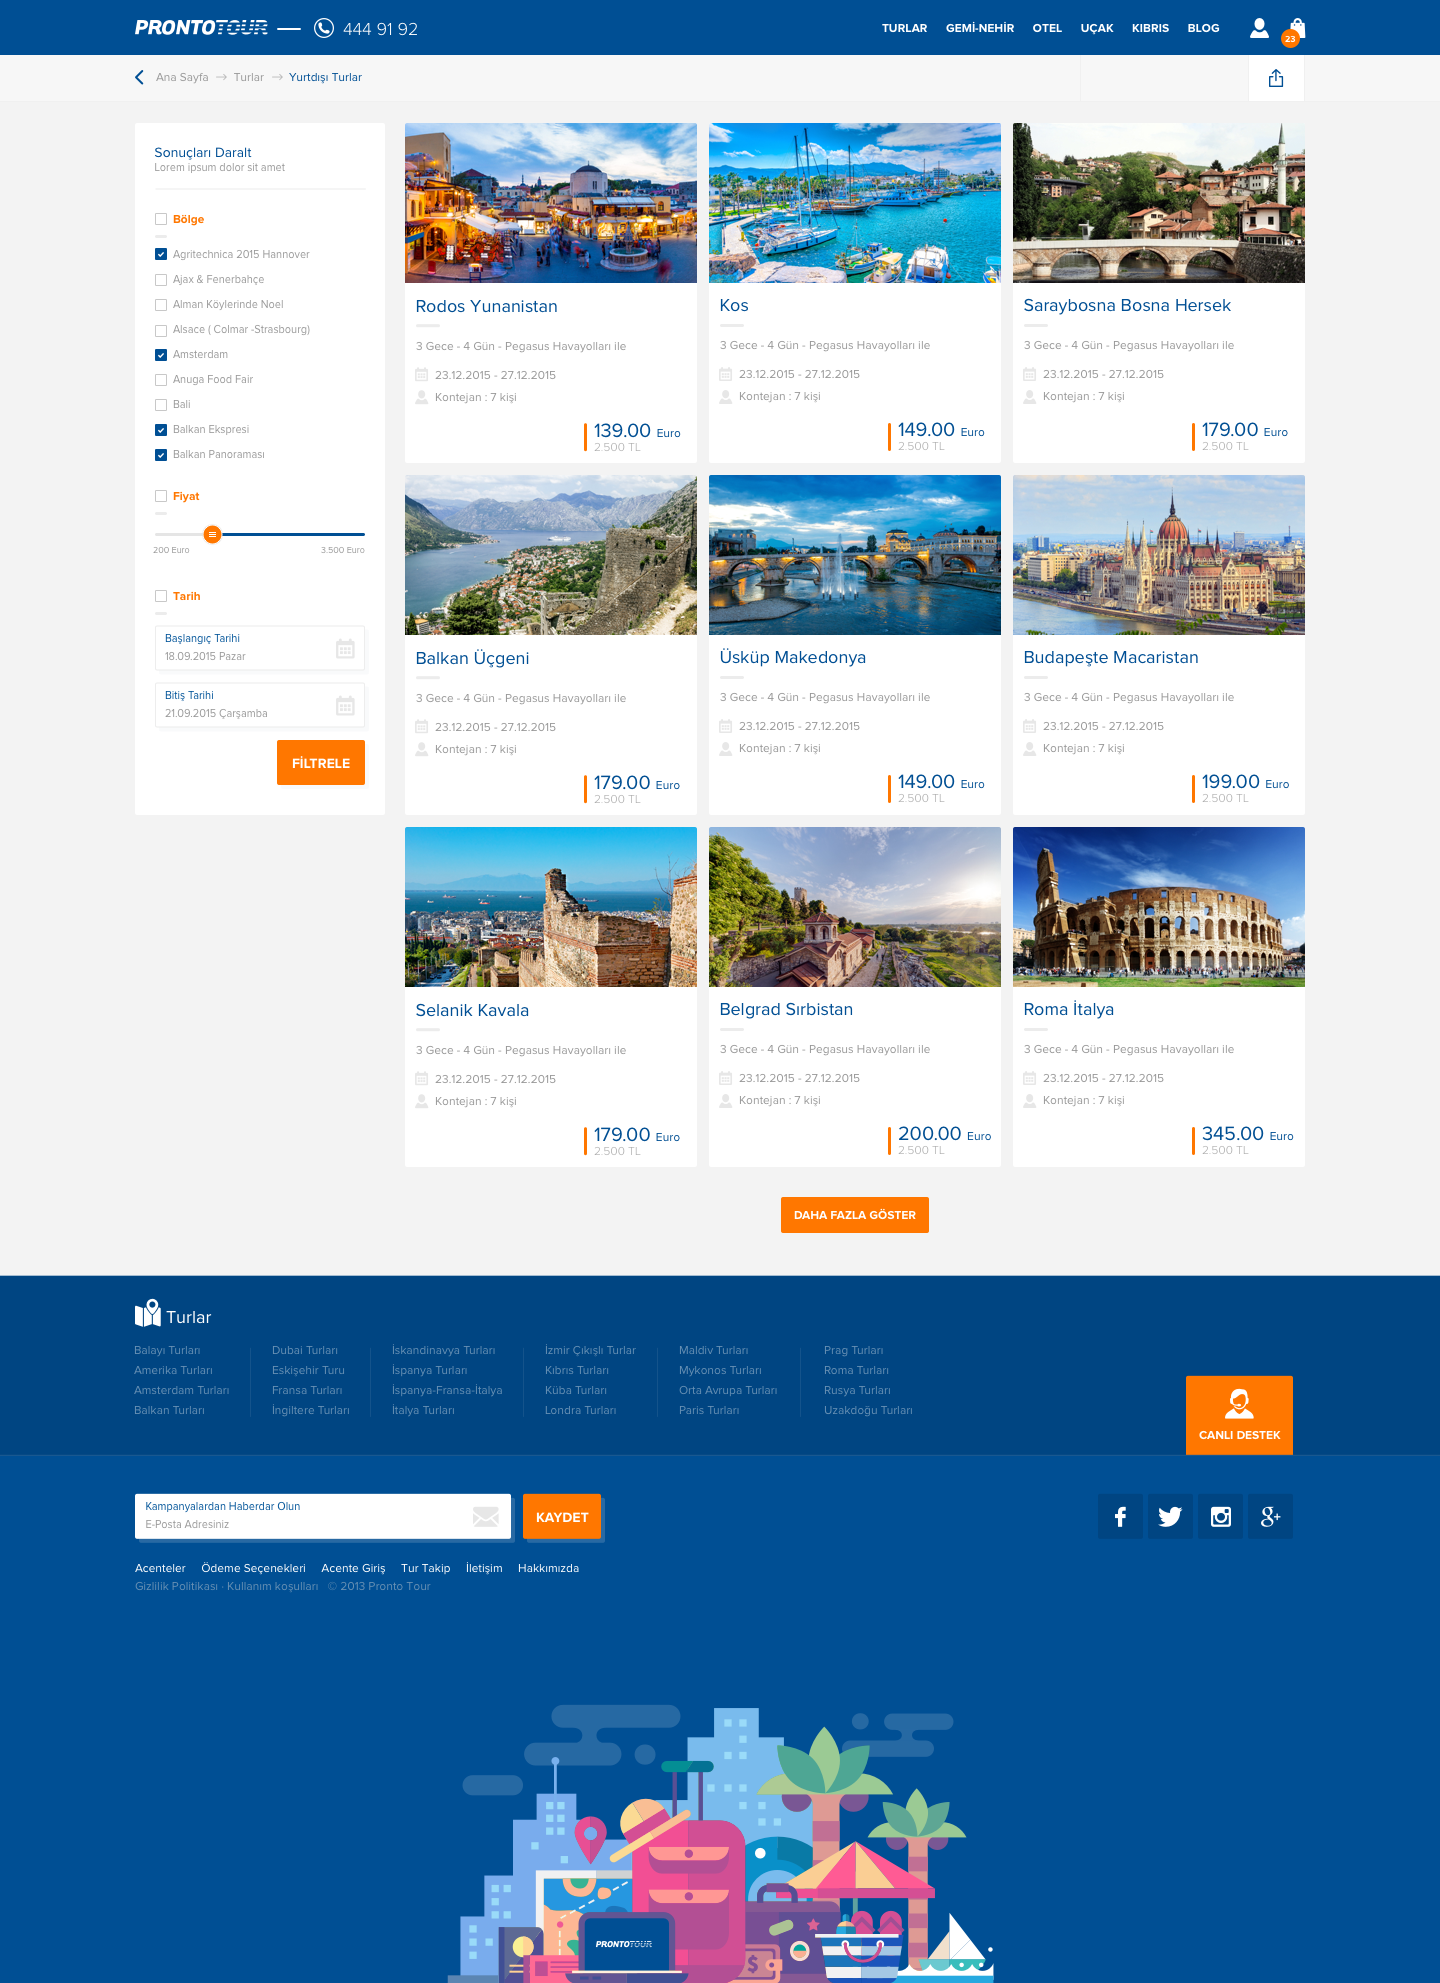 PRONTOTOUR
444 91 92
TURLAR GEMİ-NEHİR OTEL UÇAK KIBRIS BLOG
23
Ana Sayfa Turlar Yurtdışı Turlar
Sonuçları Daralt
Lorem ipsum dolor sit amet
Bölge
Agritechnica 2015 Hannover
Ajax & Fenerbahçe
Alman Köylerinde Noel
Alsace ( Colmar -Strasbourg)
Amsterdam
Anuga Food Fair
Bali
Balkan Ekspresi
Balkan Panoraması
Fiyat
200 Euro 3.500 Euro
Tarih
Başlangıç Tarihi
18.09.2015 Pazar
Bitiş Tarihi
21.09.2015 Çarşamba
FİLTRELE
Rodos Yunanistan
3 Gece - 4 Gün - Pegasus Havayolları ile
23.12.2015 - 27.12.2015
Kontejan : 7 kişi
139.00 Euro
2.500 TL
Kos
3 Gece - 4 Gün - Pegasus Havayolları ile
23.12.2015 - 27.12.2015
Kontejan : 7 kişi
149.00 Euro
2.500 TL
Saraybosna Bosna Hersek
3 Gece - 4 Gün - Pegasus Havayolları ile
23.12.2015 - 27.12.2015
Kontejan : 7 kişi
179.00 Euro
2.500 TL
Balkan Üçgeni
3 Gece - 4 Gün - Pegasus Havayolları ile
23.12.2015 - 27.12.2015
Kontejan : 7 kişi
179.00 Euro
2.500 TL
Üsküp Makedonya
3 Gece - 4 Gün - Pegasus Havayolları ile
23.12.2015 - 27.12.2015
Kontejan : 7 kişi
149.00 Euro
2.500 TL
Budapeşte Macaristan
3 Gece - 4 Gün - Pegasus Havayolları ile
23.12.2015 - 27.12.2015
Kontejan : 7 kişi
199.00 Euro
2.500 TL
Selanik Kavala
3 Gece - 4 Gün - Pegasus Havayolları ile
23.12.2015 - 27.12.2015
Kontejan : 7 kişi
179.00 Euro
2.500 TL
Belgrad Sırbistan
3 Gece - 4 Gün - Pegasus Havayolları ile
23.12.2015 - 27.12.2015
Kontejan : 7 kişi
200.00 Euro
2.500 TL
Roma İtalya
3 Gece - 4 Gün - Pegasus Havayolları ile
23.12.2015 - 27.12.2015
Kontejan : 7 kişi
345.00 Euro
2.500 TL
DAHA FAZLA GÖSTER
Turlar
Balayı Turları
Amerika Turları
Amsterdam Turları
Balkan Turları
Dubai Turları
Eskişehir Turu
Fransa Turları
İngiltere Turları
İskandinavya Turları
İspanya Turları
İspanya-Fransa-İtalya
İtalya Turları
İzmir Çıkışlı Turlar
Kıbrıs Turları
Küba Turları
Londra Turları
Maldiv Turları
Mykonos Turları
Orta Avrupa Turları
Paris Turları
Prag Turları
Roma Turları
Rusya Turları
Uzakdoğu Turları
CANLI DESTEK
Kampanyalardan Haberdar Olun
E-Posta Adresiniz
KAYDET
Acenteler Ödeme Seçenekleri Acente Giriş Tur Takip İletişim Hakkımızda
Gizlilik Politikası · Kullanım koşulları © 2013 Pronto Tour
PRONTOTOUR
$